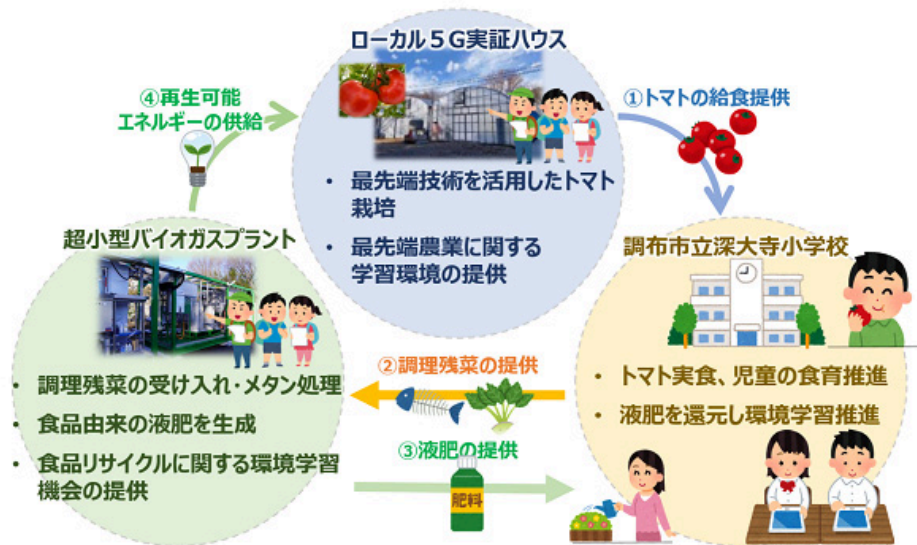 ローカル５G実証ハウス
・ 最先端技術を活用したトマト
栽培
・ 最先端農業に関する
学習環境の提供
①トマトの給食提供
調布市立深大寺小学校
・ トマト実食、児童の食育推進
・ 液肥を還元し環境学習推進
②調理残菜の提供
③液肥の提供
肥料
超小型バイオガスプラント
・ 調理残菜の受け入れ・メタン処理
・ 食品由来の液肥を生成
・ 食品リサイクルに関する環境学習
機会の提供
④再生可能
エネルギーの供給